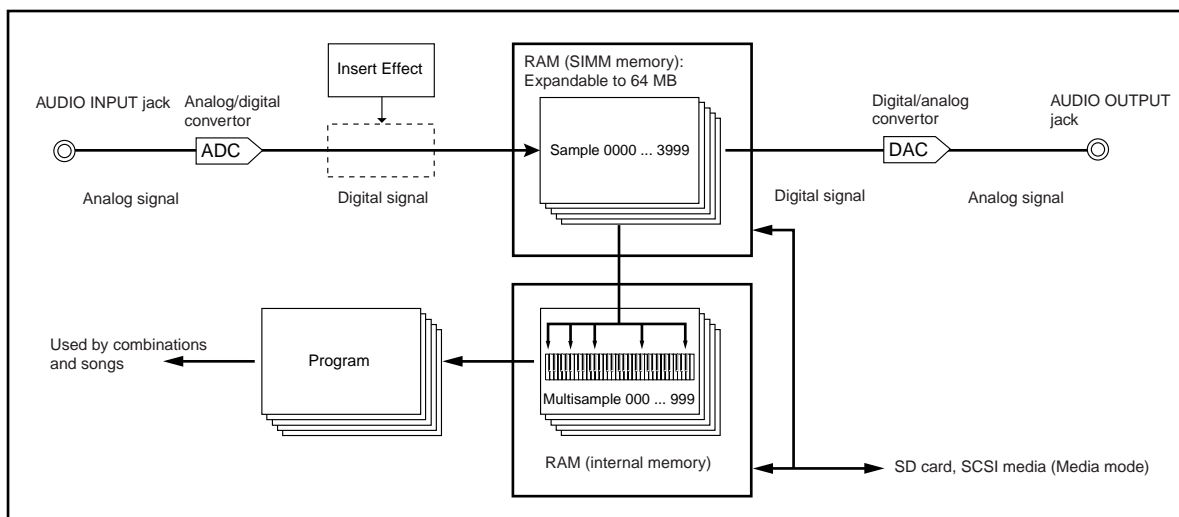 Insert Effect
RAM (SIMM memory):
Expandable to 64 MB
AUDIO INPUT jack
Analog/digital
convertor
Digital/analog
convertor
AUDIO OUTPUT
jack
ADC
Sample 0000 ... 3999
DAC
Analog signal
Digital signal
Digital signal
Analog signal
Used by combinations
and songs
Program
Multisample 000 ... 999
RAM (internal memory)
SD card, SCSI media (Media mode)